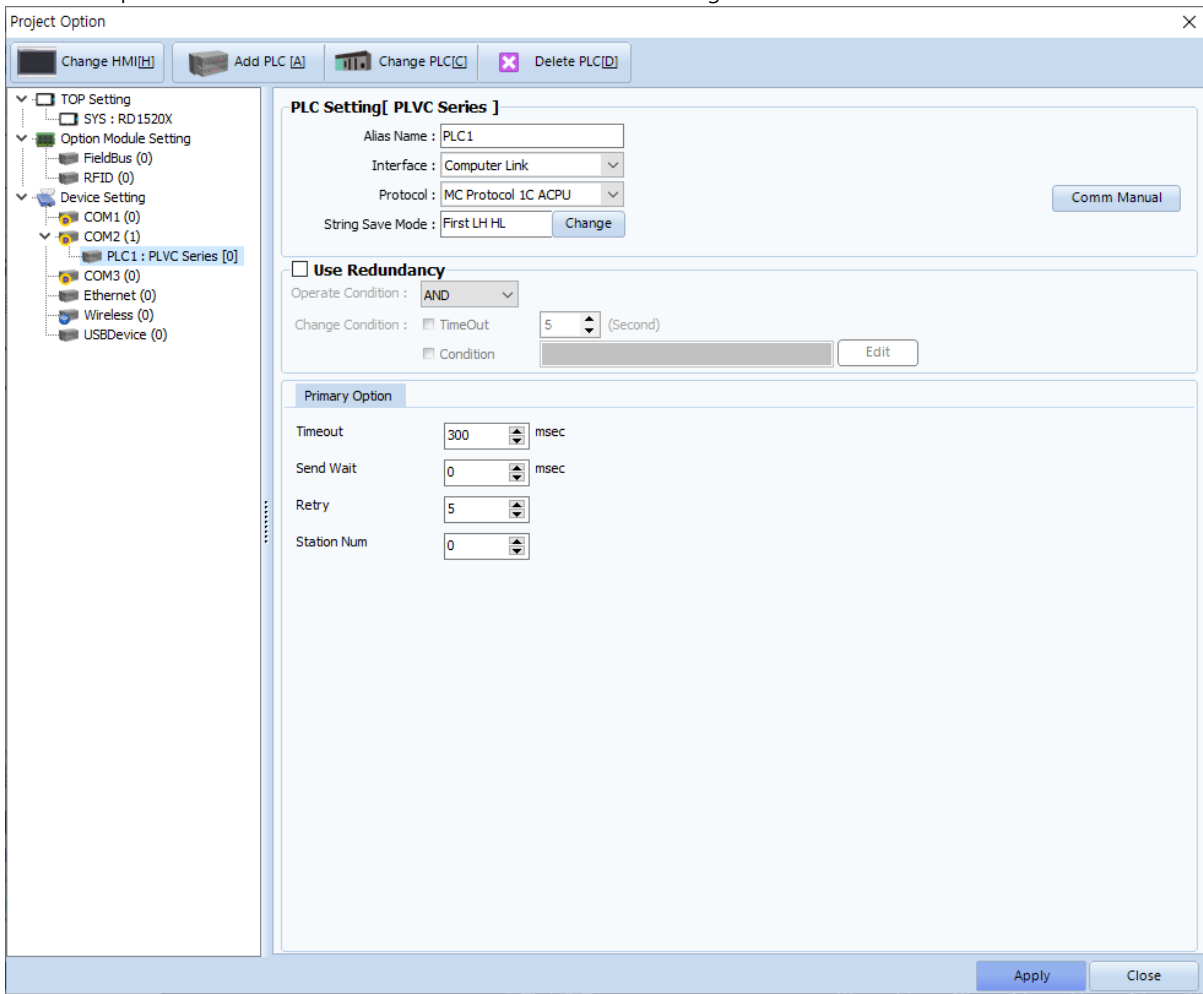 Project Option
Change HMI[H] Add PLC [A] Change PLC[C] Delete PLC[D]
TOP Setting
SYS : RD1520X
Option Module Setting
FieldBus (0)
RFID (0)
Device Setting
COM1 (0)
COM2 (1)
PLC1 : PLVC Series [0]
COM3 (0)
Ethernet (0)
Wireless (0)
USBDevice (0)
PLC Setting[ PLVC Series ]
Alias Name : PLC1
Interface : Computer Link
Protocol : MC Protocol 1C ACPU Comm Manual
String Save Mode : First LH HL Change
Use Redundancy
Operate Condition : AND
Change Condition : TimeOut 5 (Second)
Condition Edit
Primary Option
Timeout 300 msec
Send Wait 0 msec
Retry 5
Station Num 0
Apply Close